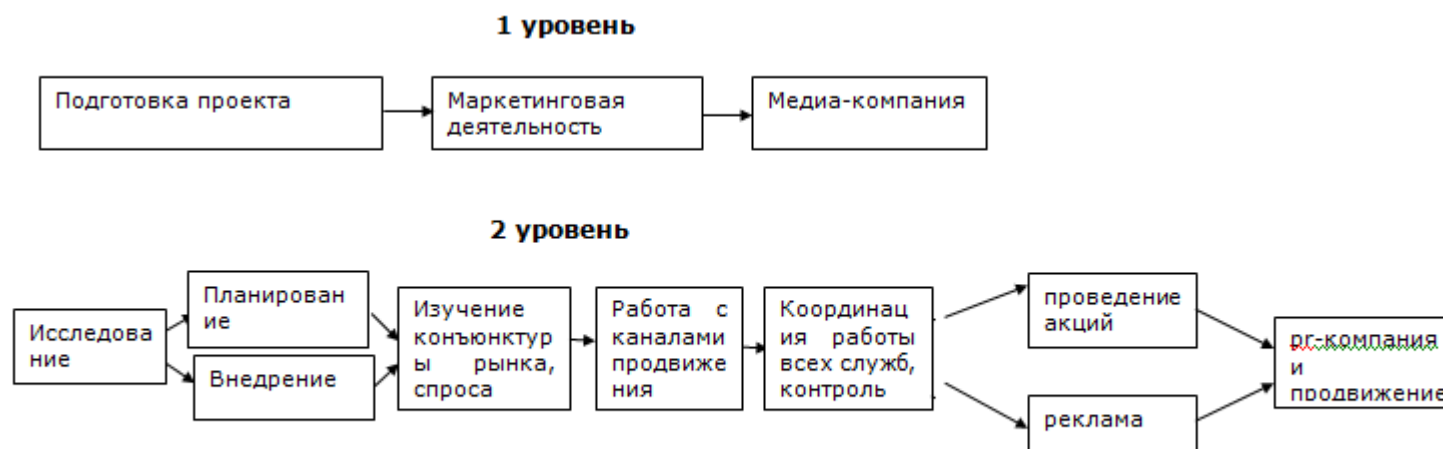 1 уровень
Подготовка проекта
Маркетинговая
деятельность
Медиа-компания
2 уровень
Исследова
ние
Планирован
ие
Внедрение
Изучение
конъюнктур
ы рынка,
спроса
Работа с
каналами
продвиже
ния
Координац
ия работы
всех служб,
контроль
проведение
акций
реклама
pr-компания
и
продвижение